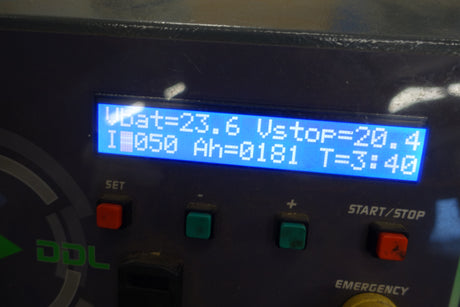 VBat=23.6 Vstop=20.4
I 050 Ah=0181 T=3:40
SET
-
+
START/STOP
DDL
EMERGENCY